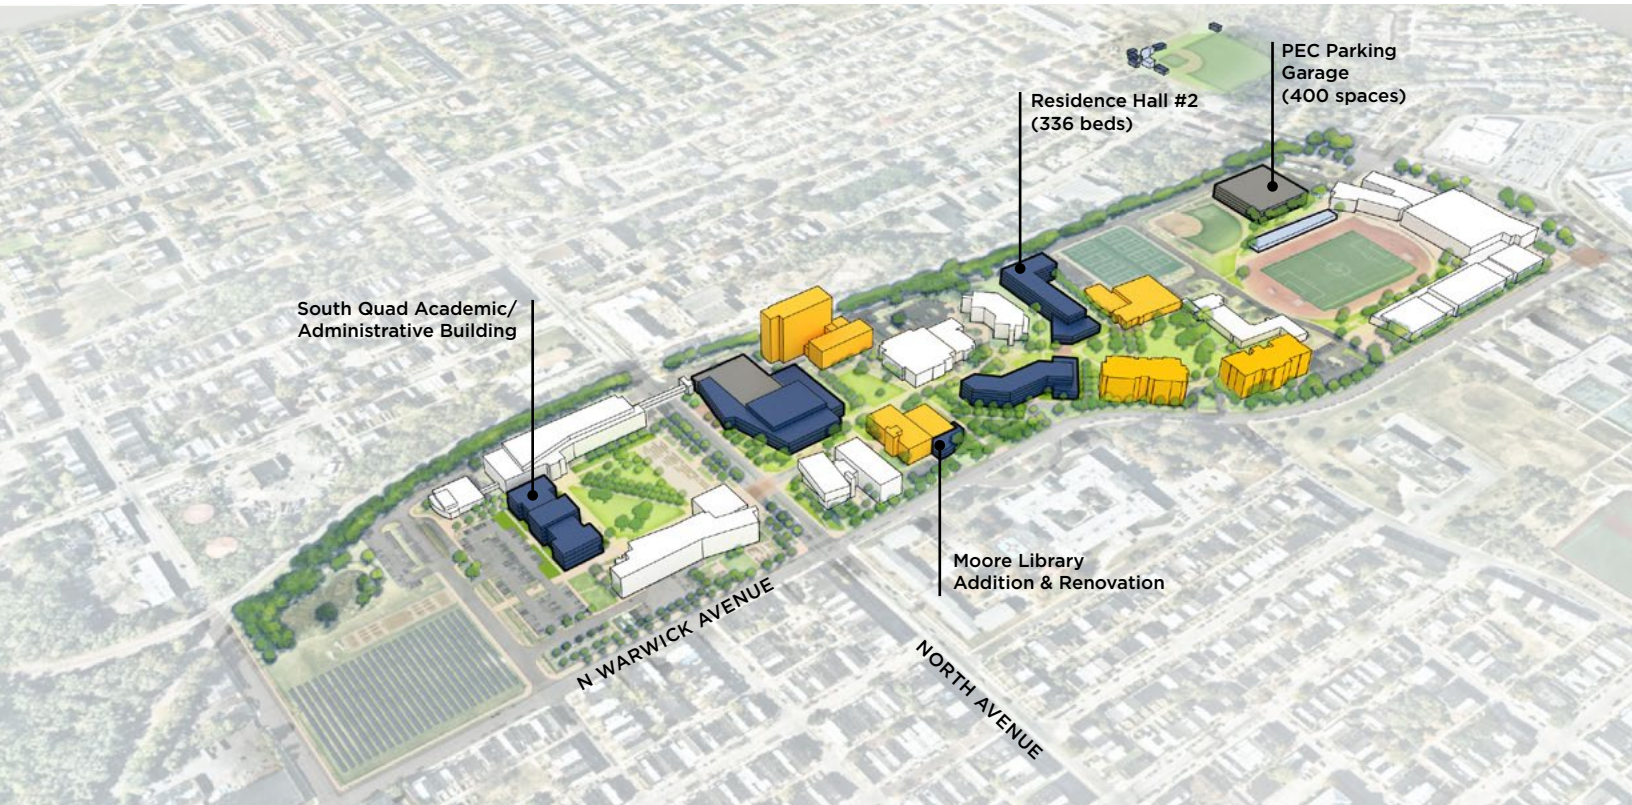 PEC Parking
Garage
(400 spaces)
Residence Hall #2
(336 beds)
South Quad Academic/
Administrative Building
Moore Library
Addition & Renovation
N WARWICK AVENUE
NORTH AVENUE